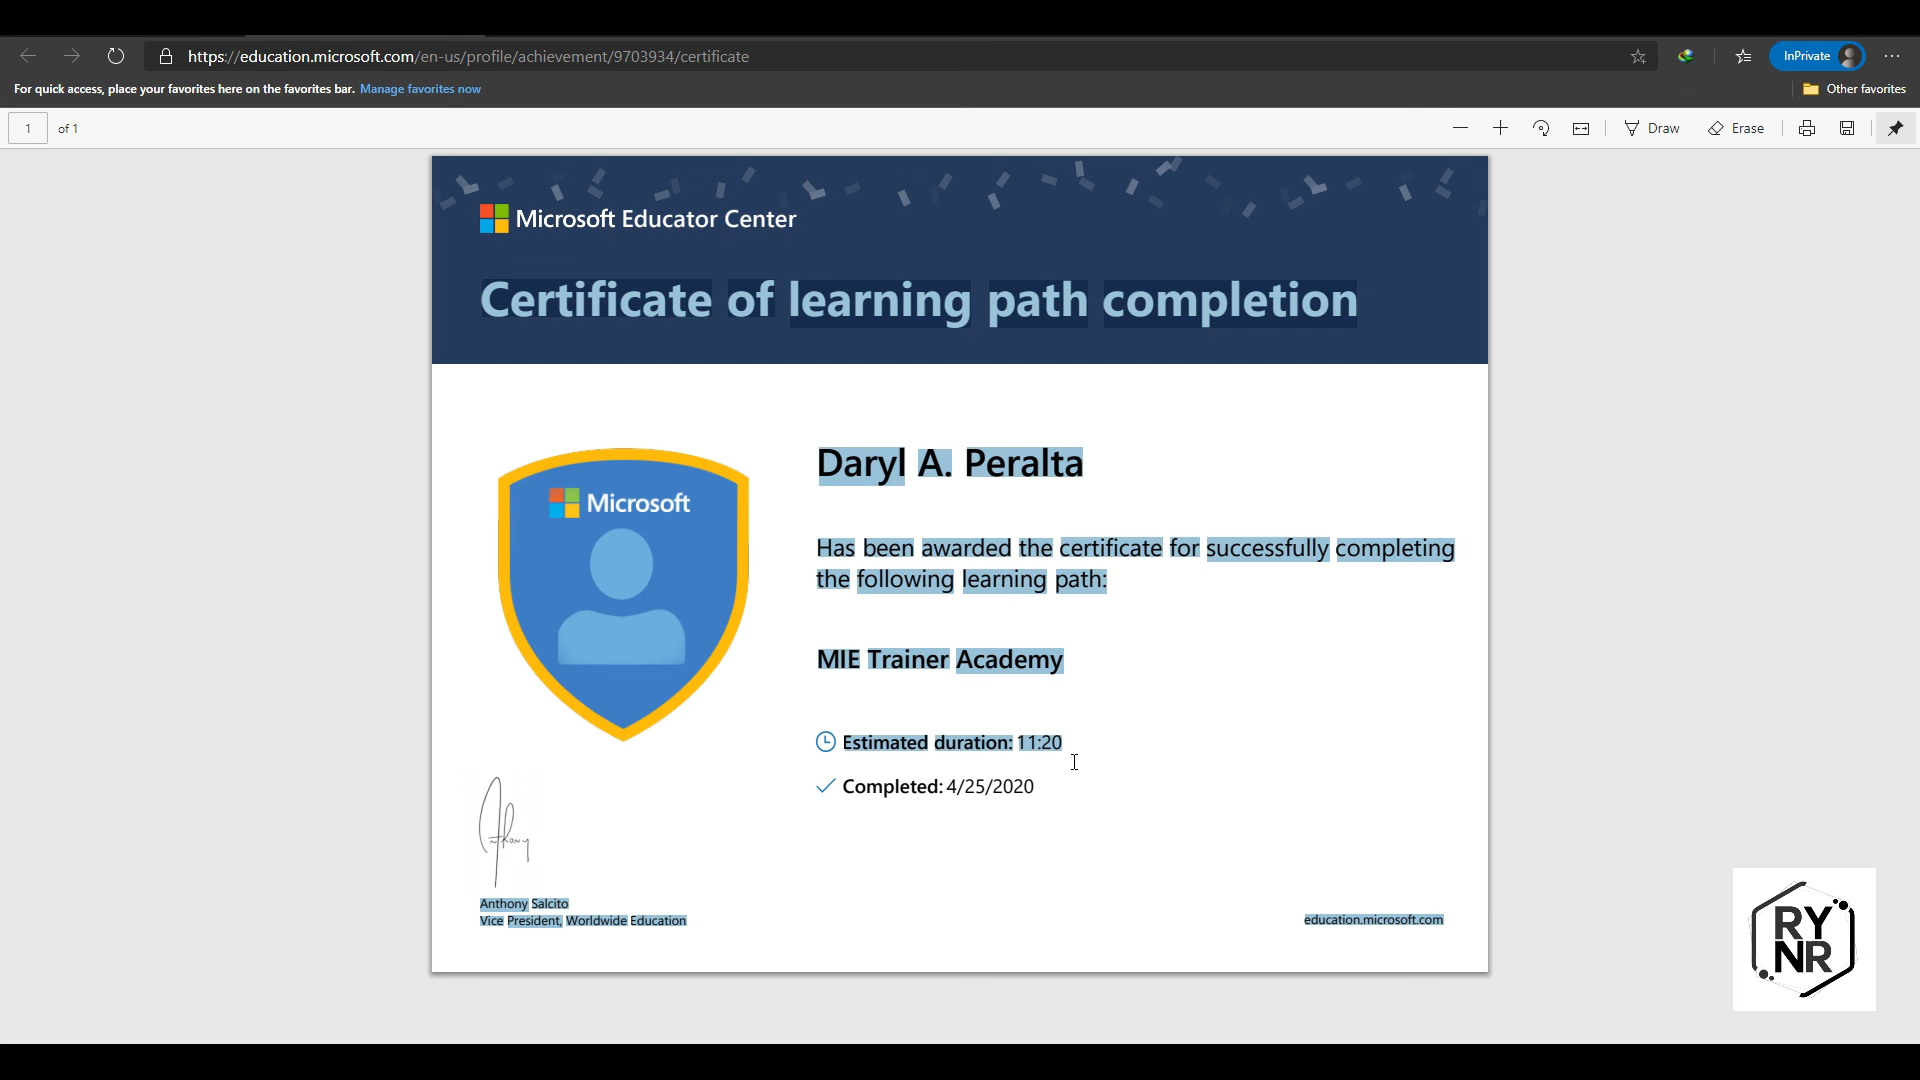 https://education.microsoft.com/en-us/profile/achievement/9703934/certificate
InPrivate
For quick access, place your favorites here on the favorites bar. Manage favorites now
Other favorites
1 of 1
Draw
Erase
Microsoft Educator Center
Certificate of learning path completion
Microsoft
Daryl A. Peralta
Has been awarded the certificate for successfully completing
the following learning path:
MIE Trainer Academy
Estimated duration: 11:20
Completed: 4/25/2020
Anthony
Anthony Salcito
Vice President, Worldwide Education
education.microsoft.com
RY
NR